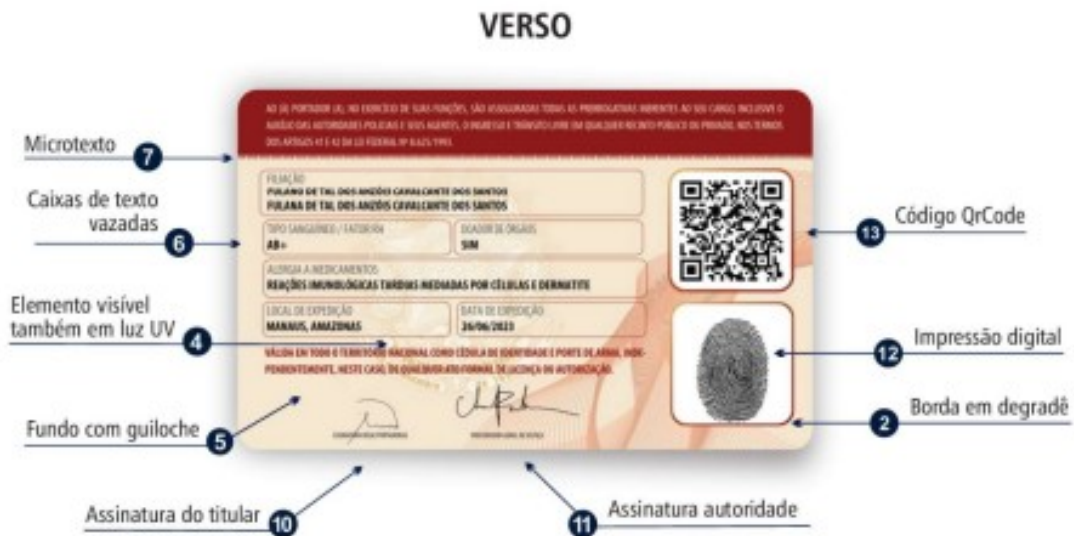 VERSO
AO (À) PORTADOR (A), NO EXERCÍCIO DE SUAS FUNÇÕES, SÃO ASSEGURADAS TODAS AS PRERROGATIVAS INERENTES AO SEU CARGO, INCLUSIVE O
AUXÍLIO DAS AUTORIDADES POLICIAIS E SEUS AGENTES, O INGRESSO E TRÂNSITO LIVRE EM QUALQUER RECINTO PÚBLICO OU PRIVADO, NOS TERMOS
DOS ARTIGOS 41 E 42 DA LEI FEDERAL Nº 8.625/1993.
Microtexto 7
FILIAÇÃO
FULANO DE TAL DOS ANZÓIS CAVALCANTE DOS SANTOS
FULANA DE TAL DOS ANZÓIS CAVALCANTE DOS SANTOS
Caixas de texto
vazadas 6
TIPO SANGUÍNEO / FATOR RH
AB+
DOADOR DE ÓRGÃOS
SIM
13 Código QrCode
ALERGIA A MEDICAMENTOS
REAÇÕES IMUNOLÓGICAS TARDIAS MEDIADAS POR CÉLULAS E DERMATITE
Elemento visível
também em luz UV 4
LOCAL DE EXPEDIÇÃO
MANAUS, AMAZONAS
DATA DE EXPEDIÇÃO
26/06/2023
12 Impressão digital
VÁLIDA EM TODO O TERRITÓRIO NACIONAL COMO CÉDULA DE IDENTIDADE E PORTE DE ARMA, INDE-
PENDENTEMENTE, NESTE CASO, DE QUALQUER ATO FORMAL DE LICENÇA OU AUTORIZAÇÃO.
2 Borda em degradê
Fundo com guiloche 5
PROCURADOR-GERAL DE JUSTIÇA
Assinatura do titular 10
11 Assinatura autoridade